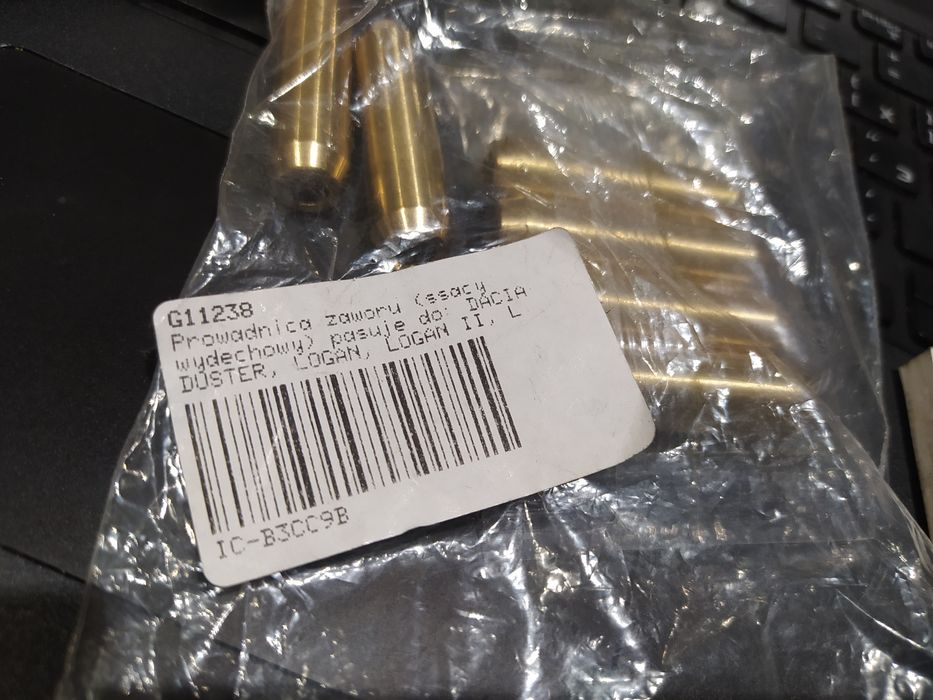 G11238
Prowadnica zaworu (ssący
wydechowy) pasuje do: DACIA
DUSTER, LOGAN, LOGAN II, L
IC-B3CC9B